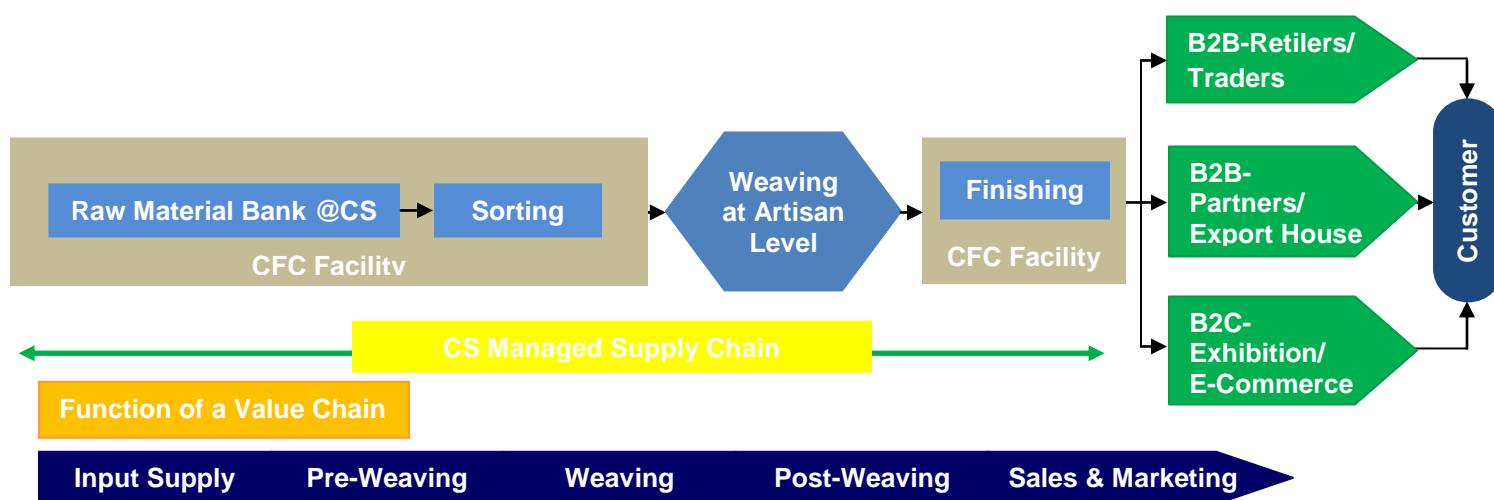 B2B-Retilers/
Traders
Raw Material Bank @CS
Sorting
CFC Facility
Weaving
at Artisan
Level
Finishing
CFC Facility
B2B-
Partners/
Export House
Customer
B2C-
Exhibition/
E-Commerce
CS Managed Supply Chain
Function of a Value Chain
Input Supply
Pre-Weaving
Weaving
Post-Weaving
Sales & Marketing